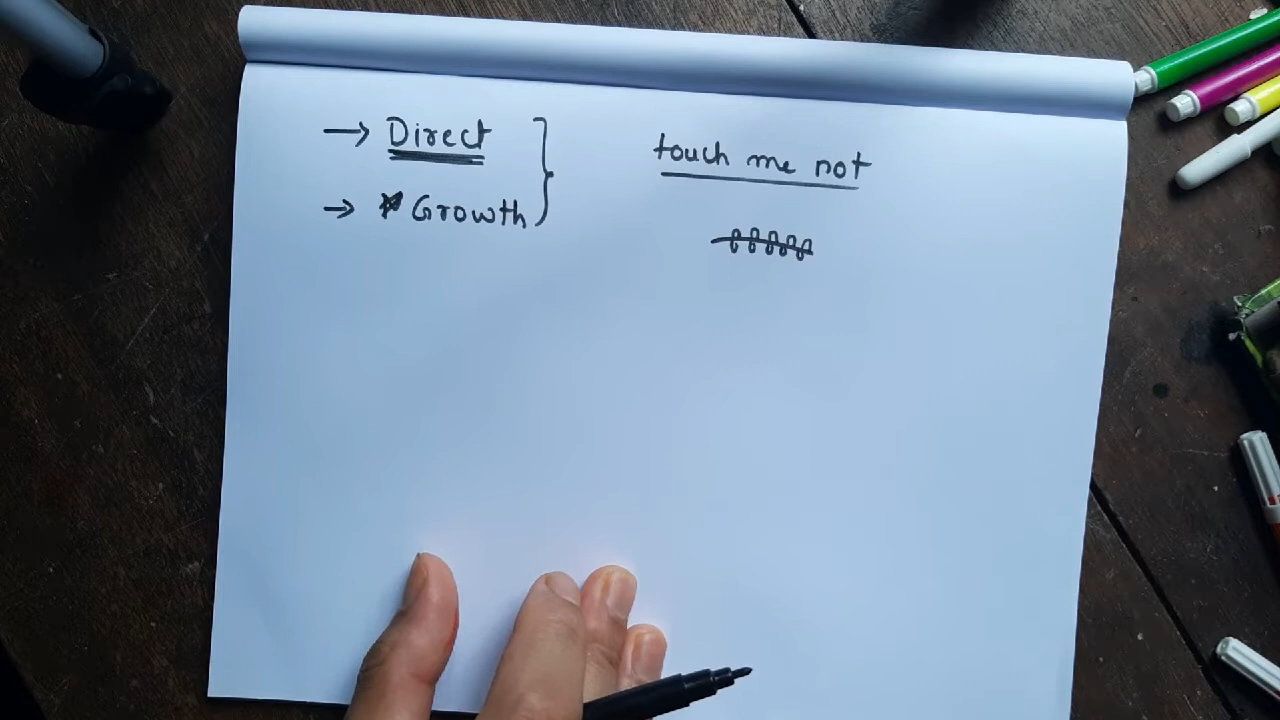 → Direct
→ Growth
touch me not